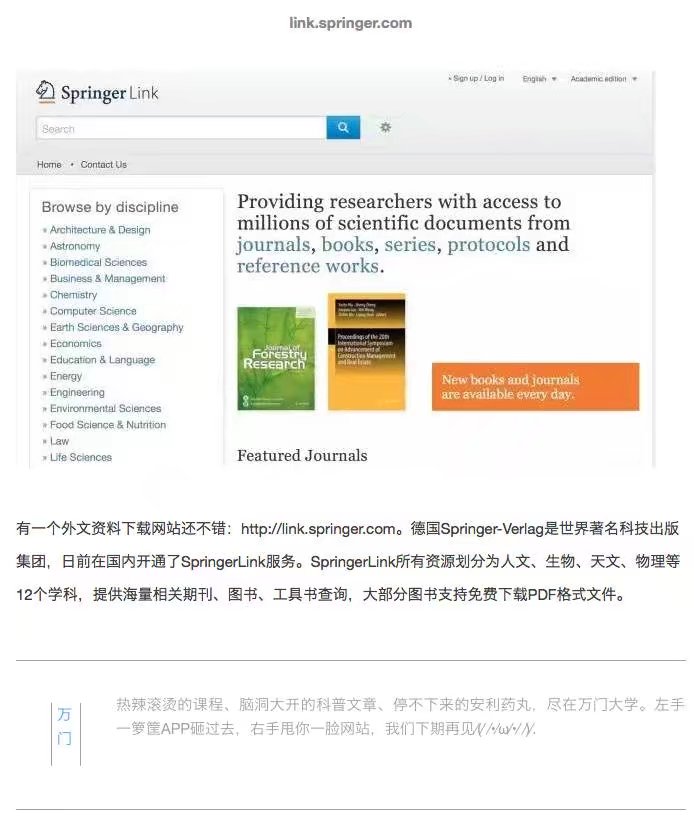 link.springer.com
Sign up / Log in English Academic edition
Springer Link
Search
Home • Contact Us
Browse by discipline
» Architecture & Design
» Astronomy
» Biomedical Sciences
» Business & Management
» Chemistry
» Computer Science
» Earth Sciences & Geography
» Economics
» Education & Language
» Energy
» Engineering
» Environmental Sciences
» Food Science & Nutrition
» Law
» Life Sciences
Providing researchers with access to
millions of scientific documents from
journals, books, series, protocols and
reference works.
Journal of
Forestry
Research
Proceedings of the 20th
International Symposium
on Advancement of
Construction Management
and Real Estate
New books and journals
are available every day.
Featured Journals
有一个外文资料下载网站还不错：http://link.springer.com。德国Springer-Verlag是世界著名科技出版
集团，日前在国内开通了SpringerLink服务。SpringerLink所有资源划分为人文、生物、天文、物理等
12个学科，提供海量相关期刊、图书、工具书查询，大部分图书支持免费下载PDF格式文件。
万
门
热辣滚烫的课程、脑洞大开的科普文章、停不下来的安利药丸，尽在万门大学。左手
一箩筐APP砸过去，右手甩你一脸网站，我们下期再见